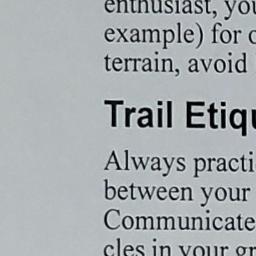 enthusiast, you
example) for o
terrain, avoid
Trail Etiqu
Always practi
between your
Communicate
cles in your gr